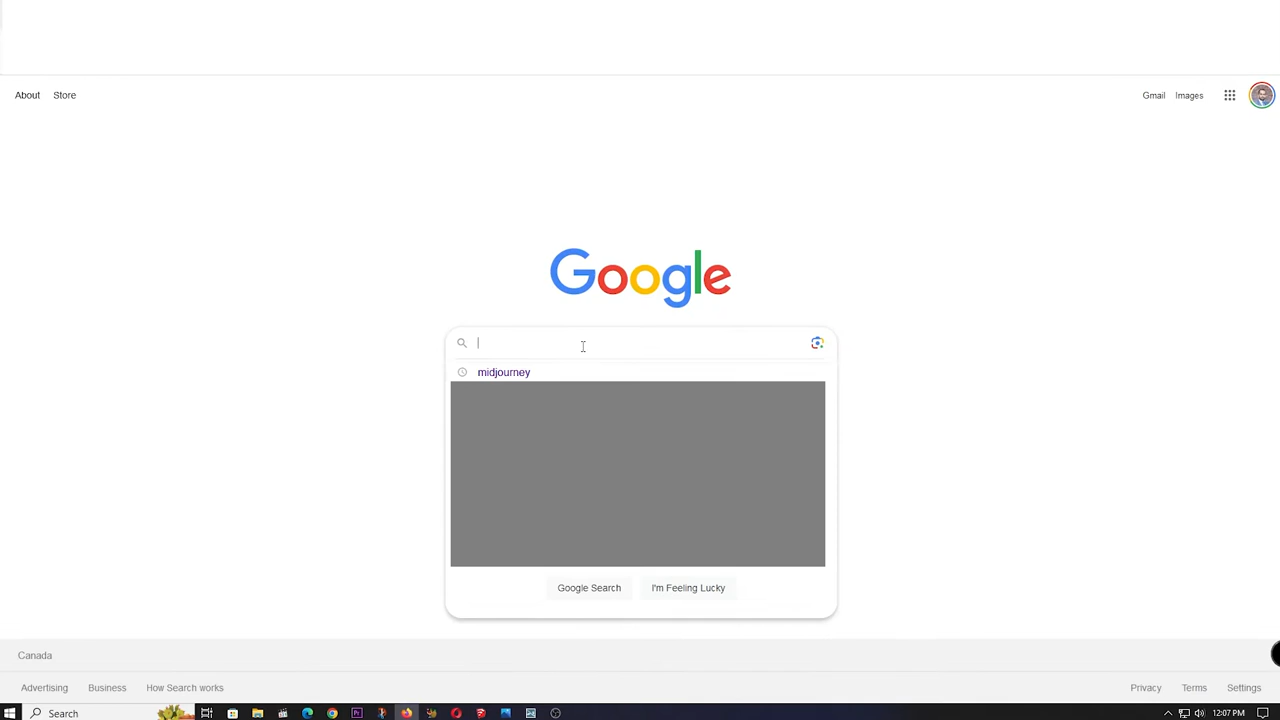 About Store
Gmail Images
Google
midjourney
Google Search I'm Feeling Lucky
Canada
Advertising Business How Search works
Privacy Terms Settings
Search
Pr
12:07 PM